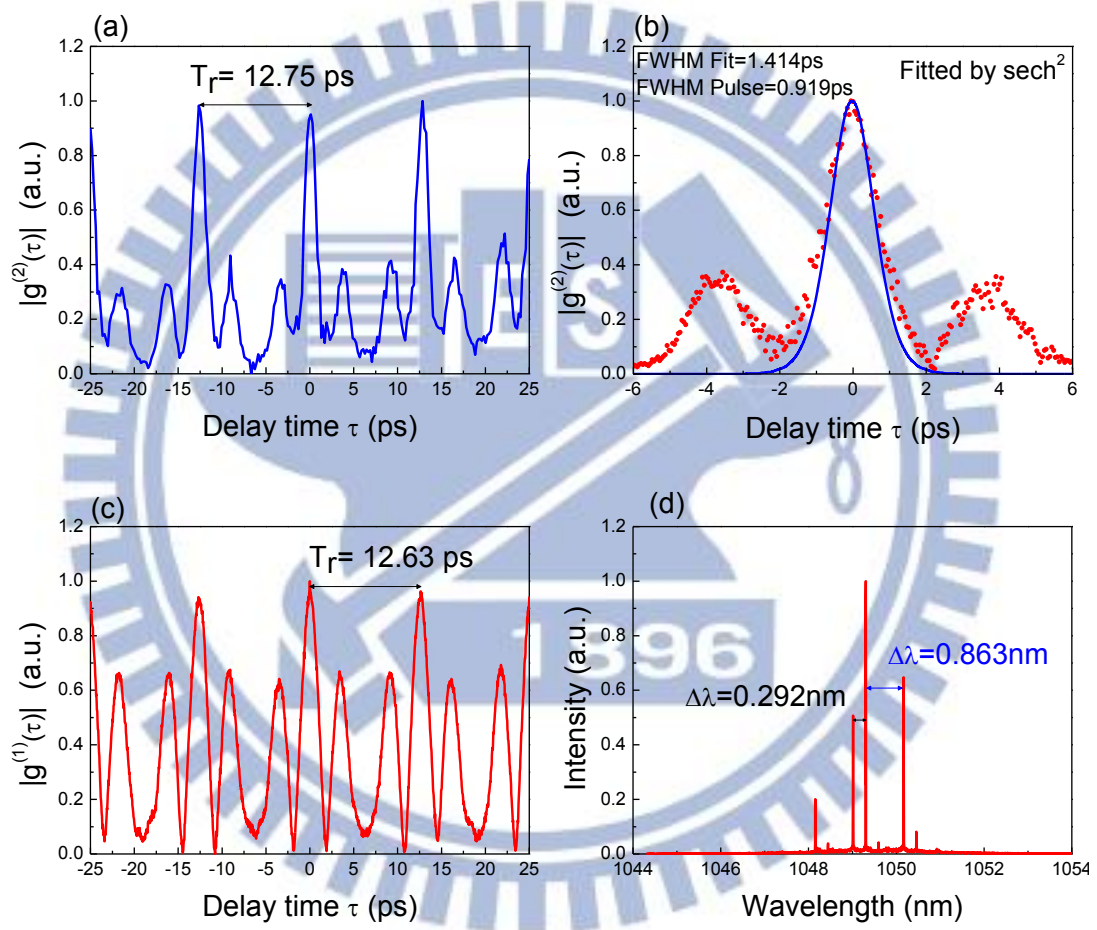 (a)
1.2
1.0
0.8
0.6
0.4
0.2
0.0
|g(2)(τ)| (a.u.)
Tr= 12.75 ps
-25 -20 -15 -10 -5 0 5 10 15 20 25
Delay time τ (ps)
(b)
1.2
1.0
0.8
0.6
0.4
0.2
0.0
|g(2)(τ)| (a.u.)
FWHM Fit=1.414ps
FWHM Pulse=0.919ps
Fitted by sech2
-6 -4 -2 0 2 4 6
Delay time τ (ps)
(c)
1.2
1.0
0.8
0.6
0.4
0.2
0.0
|g(1)(τ)| (a.u.)
Tr= 12.63 ps
-25 -20 -15 -10 -5 0 5 10 15 20 25
Delay time τ (ps)
(d)
1.2
1.0
0.8
0.6
0.4
0.2
0.0
Intensity (a.u.)
Δλ=0.863nm
Δλ=0.292nm
1044 1046 1048 1050 1052 1054
Wavelength (nm)
1896